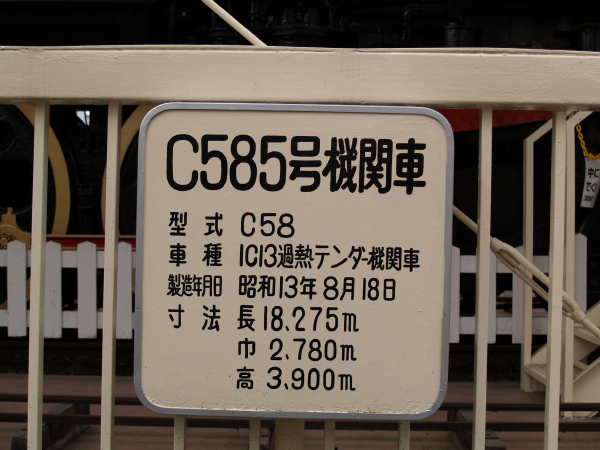 C585号機関車
型式 C58
車種 1C13過熱テンダー機関車
製造年月日 昭和13年8月18日
寸法 長 18.275m
巾 2.780m
高 3.900m
中に